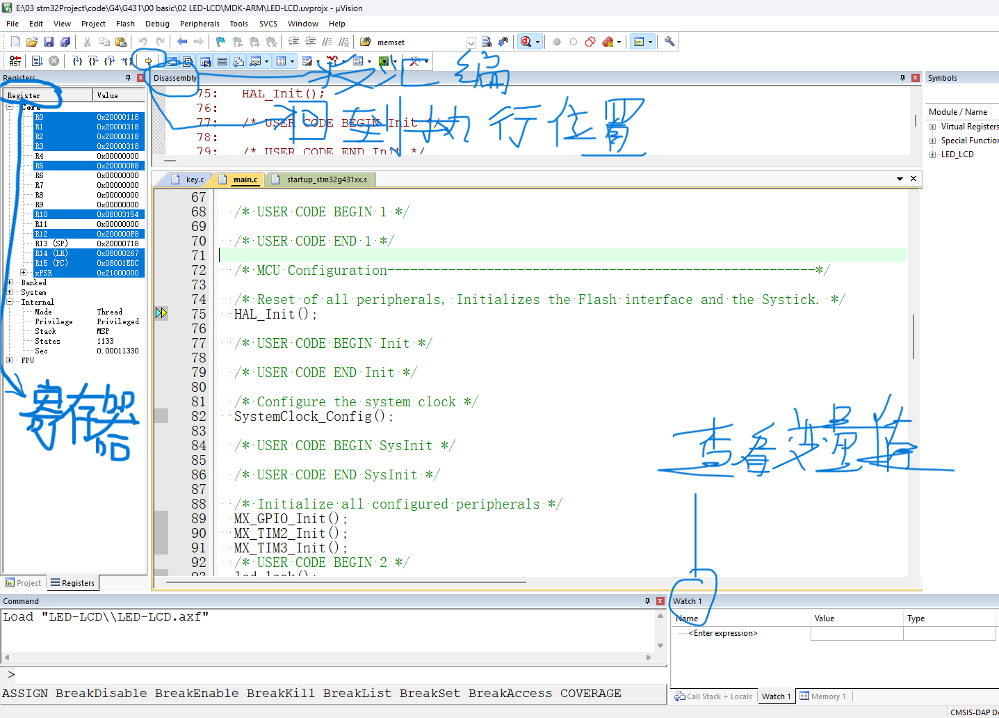 E:\03 stm32Project\code\G4\G431\00 basic\02 LED-LCD\MDK-ARM\LED-LCD.uvprojx - µVision
File Edit View Project Flash Debug Peripherals Tools SVCS Window Help
memset
RST
Registers
Register Value
Core
R0 0x20000118
R1 0x20000318
R2 0x20000318
R3 0x20000318
R4 0x00000000
R5 0x200000B8
R6 0x00000000
R7 0x00000000
R8 0x00000000
R9 0x00000000
R10 0x08003154
R11 0x00000000
R12 0x200000F8
R13 (SP) 0x20000718
R14 (LR) 0x08000267
R15 (PC) 0x08001EDC
xPSR 0x21000000
Banked
System
Internal
Mode Thread
Privilege Privileged
Stack MSP
States 1133
Sec 0.00011330
FPU
寄存器
Project Registers
Disassembly
反汇编
回到执行位置
75: HAL_Init();
76:
77: /* USER CODE BEGIN Init */
78:
79: /* USER CODE END Init */
key.c main.c startup_stm32g431xx.s
67
68 /* USER CODE BEGIN 1 */
69
70 /* USER CODE END 1 */
71
72 /* MCU Configuration--------------------------------------------------------*/
73
74 /* Reset of all peripherals, Initializes the Flash interface and the Systick. */
75 HAL_Init();
76
77 /* USER CODE BEGIN Init */
78
79 /* USER CODE END Init */
80
81 /* Configure the system clock */
82 SystemClock_Config();
83
84 /* USER CODE BEGIN SysInit */
85
86 /* USER CODE END SysInit */
87
88 /* Initialize all configured peripherals */
89 MX_GPIO_Init();
90 MX_TIM2_Init();
91 MX_TIM3_Init();
92 /* USER CODE BEGIN 2 */
查看变量值
Symbols
Module / Name
Virtual Registers
Special Function
LED_LCD
Command
Load "LED-LCD\\LED-LCD.axf"
>
ASSIGN BreakDisable BreakEnable BreakKill BreakList BreakSet BreakAccess COVERAGE
Watch 1
Name Value Type
<Enter expression>
Call Stack + Locals Watch 1 Memory 1
CMSIS-DAP De